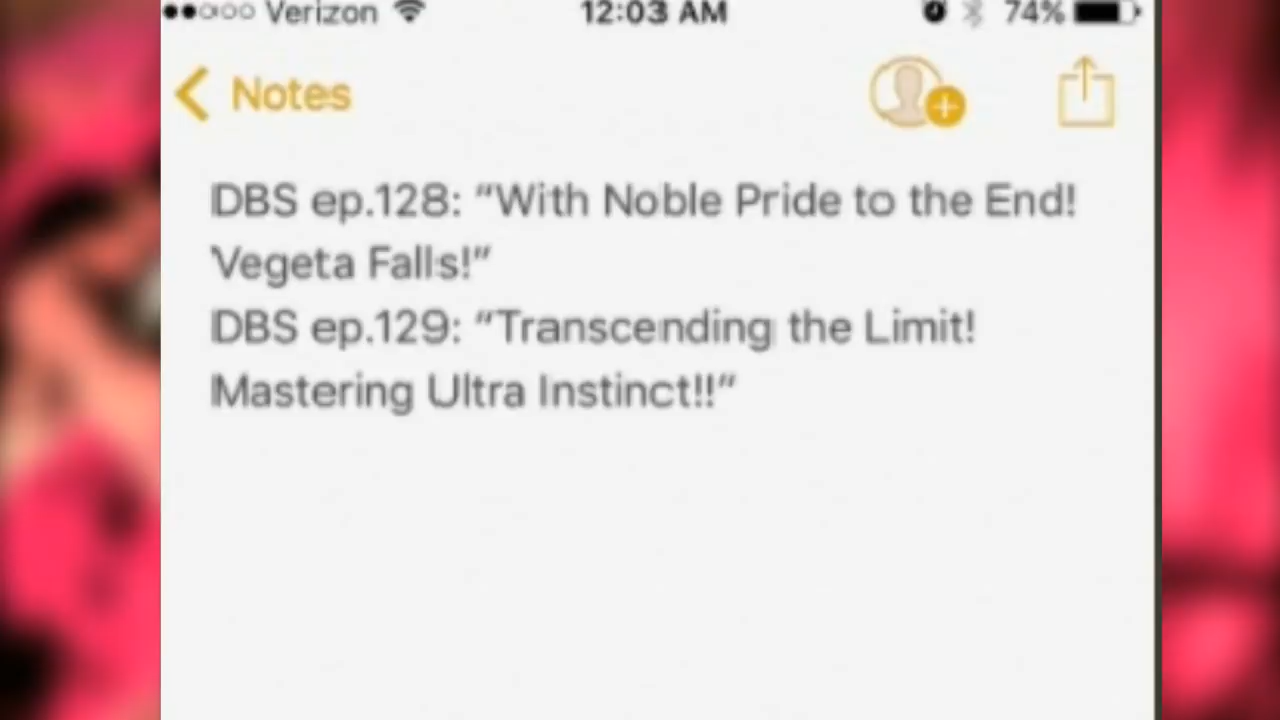 Verizon 12:03 AM 74%
Notes
DBS ep.128: “With Noble Pride to the End!
Vegeta Falls!”
DBS ep.129: “Transcending the Limit!
Mastering Ultra Instinct!!”